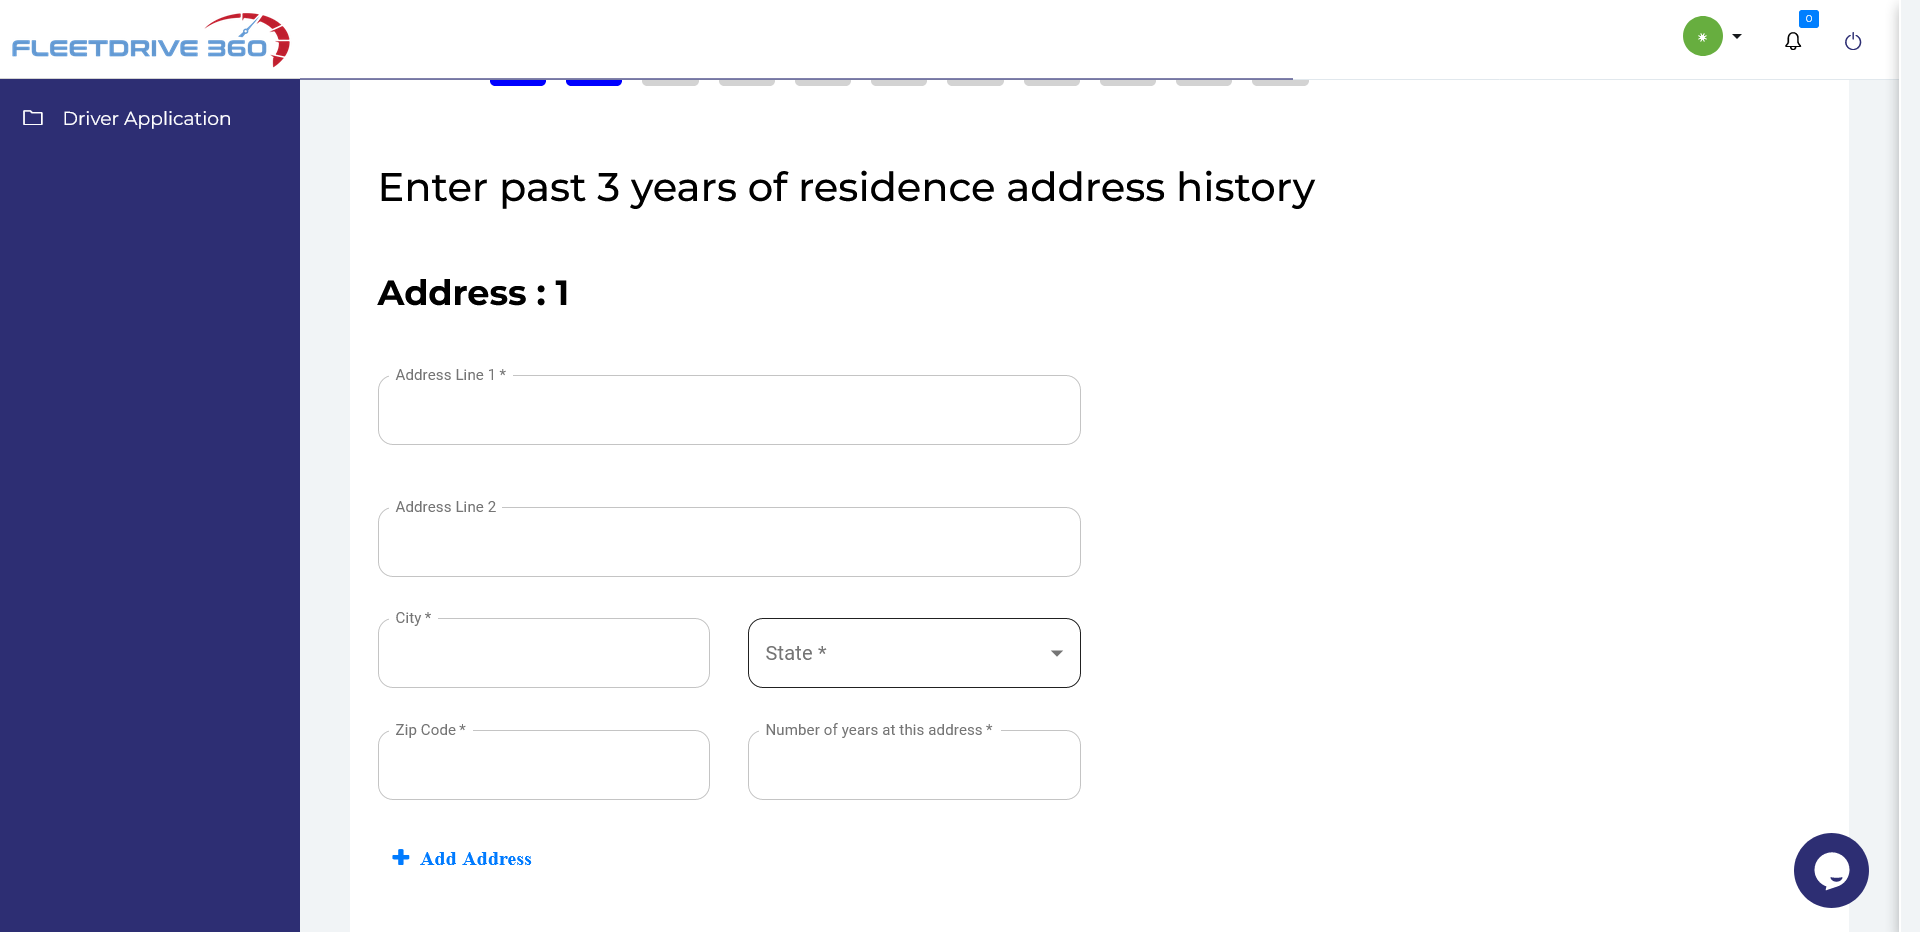 FLEETDRIVE 360
0
Driver Application
Enter past 3 years of residence address history
Address : 1
Address Line 1 *
Address Line 2
City *
State *
Zip Code *
Number of years at this address *
Add Address